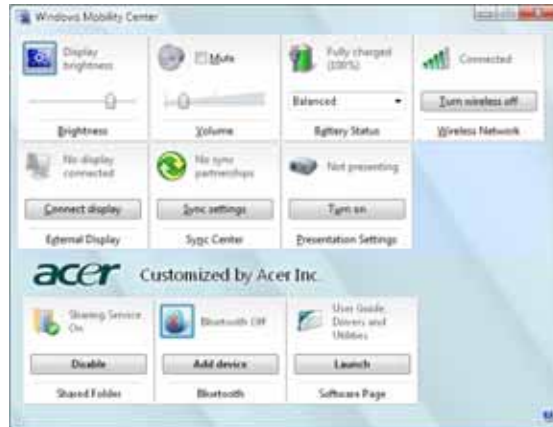 Windows Mobility Center
Display
brightness
Brightness
Mute
Volume
Fully charged
(100%)
Balanced
Battery Status
Connected
Turn wireless off
Wireless Network
No display
connected
Connect display
External Display
No sync
partnerships
Sync settings
Sync Center
Not presenting
Turn on
Presentation Settings
acer Customized by Acer Inc.
Sharing Service
On
Disable
Shared Folder
Bluetooth Off
Add device
Bluetooth
User Guide,
Drivers and
Utilities
Launch
Software Page